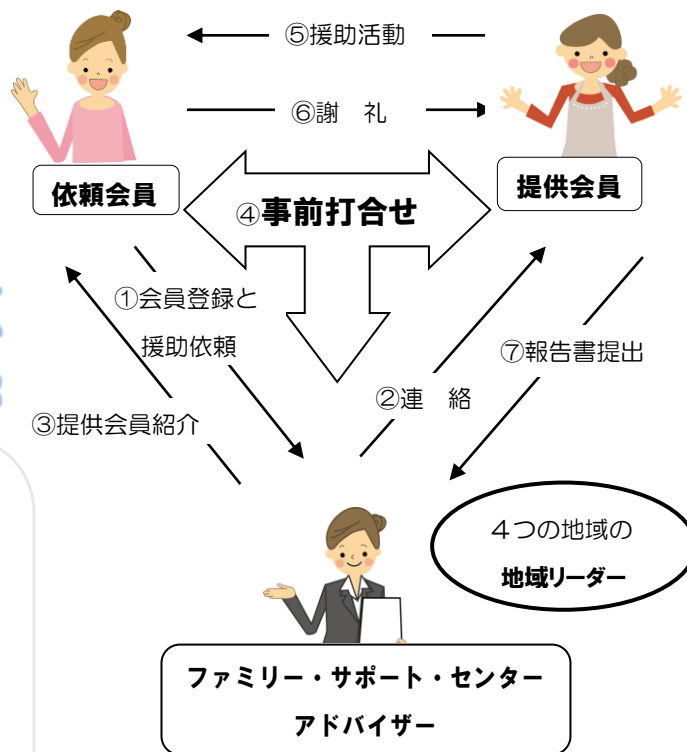 ⑤援助活動
⑥謝　礼
依頼会員
提供会員
④事前打合せ
①会員登録と
援助依頼
⑦報告書提出
②連　絡
③提供会員紹介
４つの地域の
地域リーダー
ファミリー・サポート・センター
アドバイザー